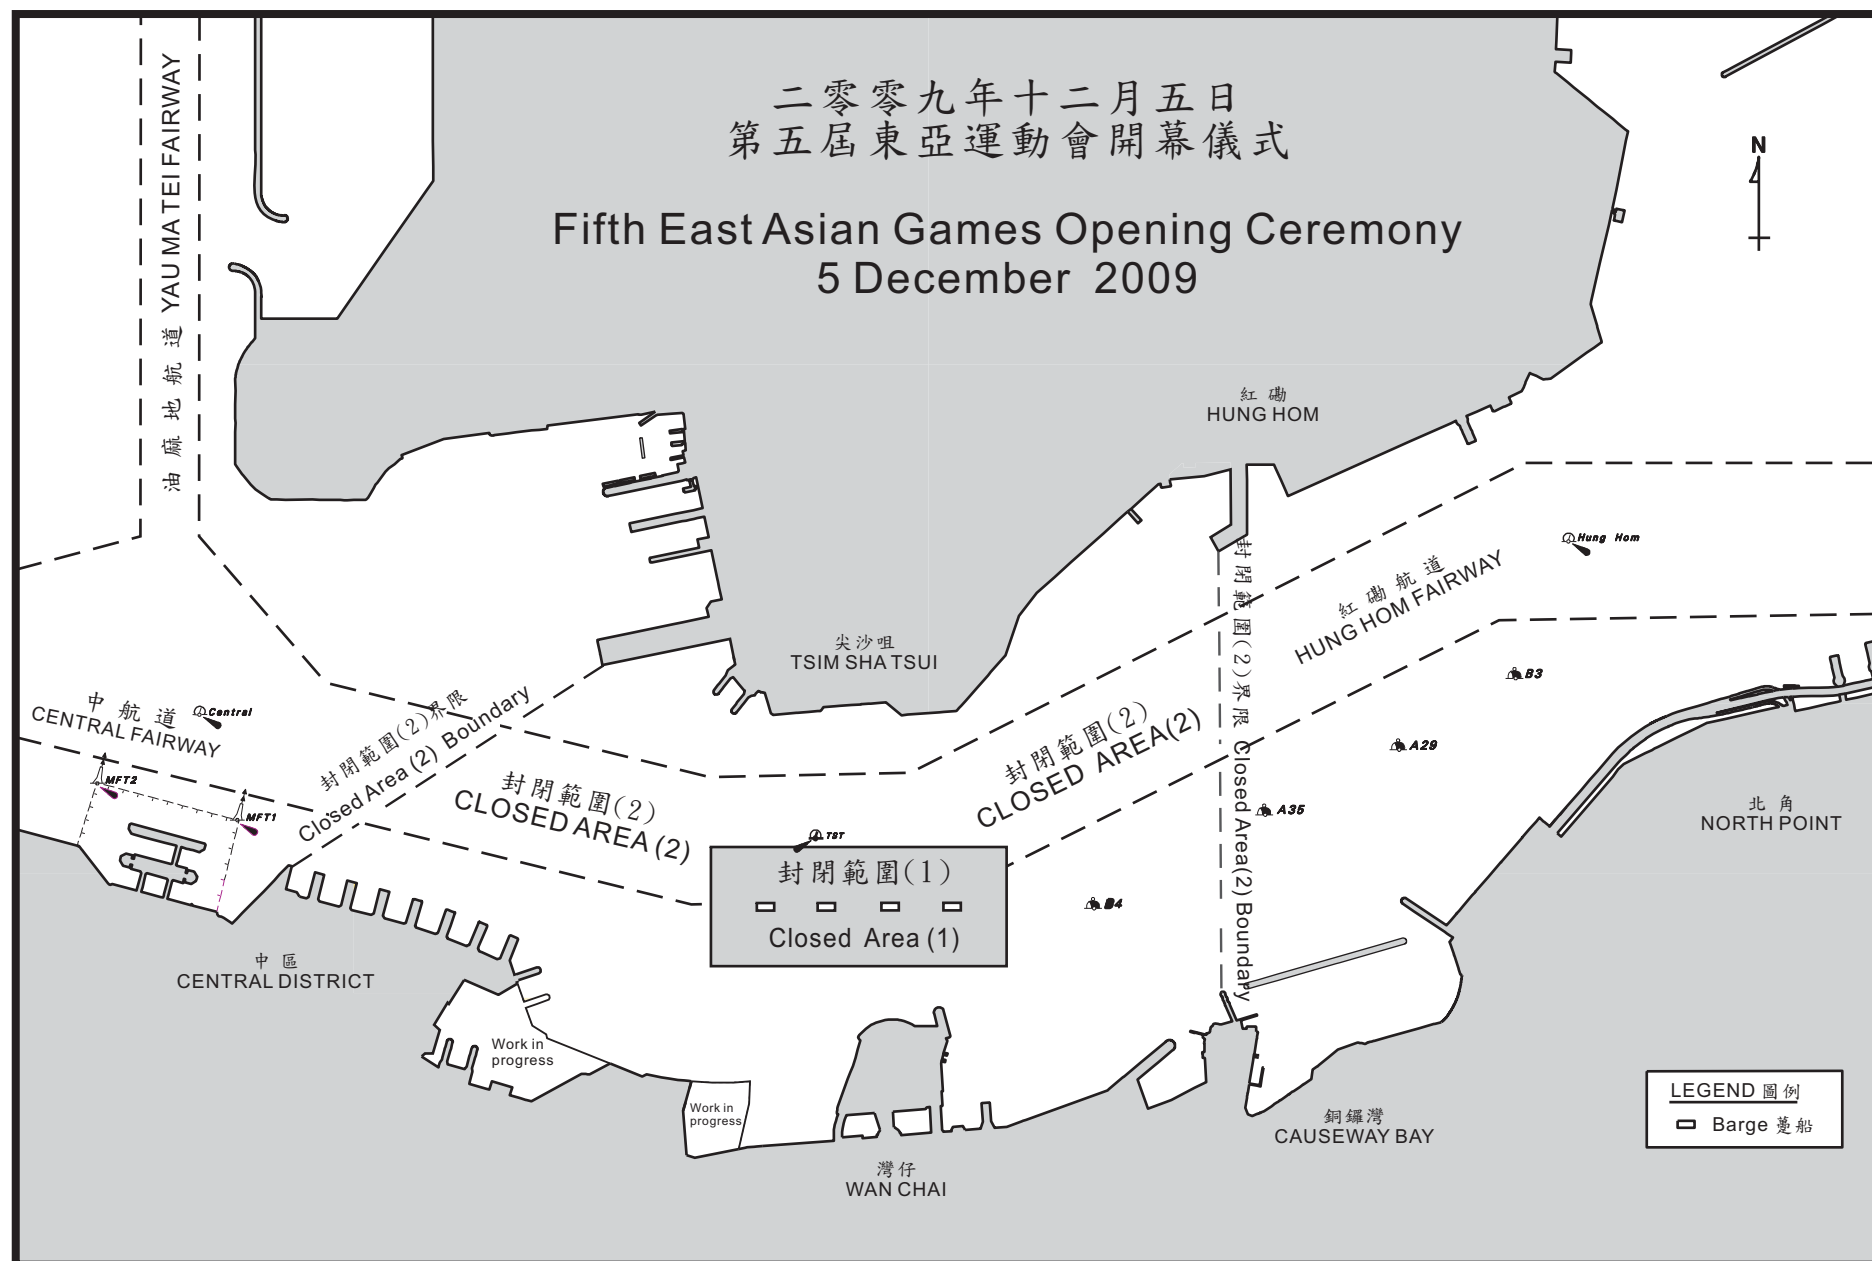 二零零九年十二月五日
第五屆東亞運動會開幕儀式
Fifth East Asian Games Opening Ceremony
5 December 2009
N
油麻地航道 YAU MA TEI FAIRWAY
紅磡
HUNG HOM
尖沙咀
TSIM SHA TSUI
中航道
CENTRAL FAIRWAY
Central
MFT2
MFT1
封閉範圍(2)界限
Closed Area (2) Boundary
封閉範圍(2)
CLOSED AREA (2)
TST
封閉範圍(1)
Closed Area (1)
封閉範圍(2)
CLOSED AREA(2)
封閉範圍(2)界限 Closed Area(2) Boundary
紅磡航道
HUNG HOM FAIRWAY
Hung Hom
B3
A29
A35
B4
北角
NORTH POINT
中區
CENTRAL DISTRICT
Work in
progress
Work in
progress
灣仔
WAN CHAI
銅鑼灣
CAUSEWAY BAY
LEGEND 圖例
Barge 躉船